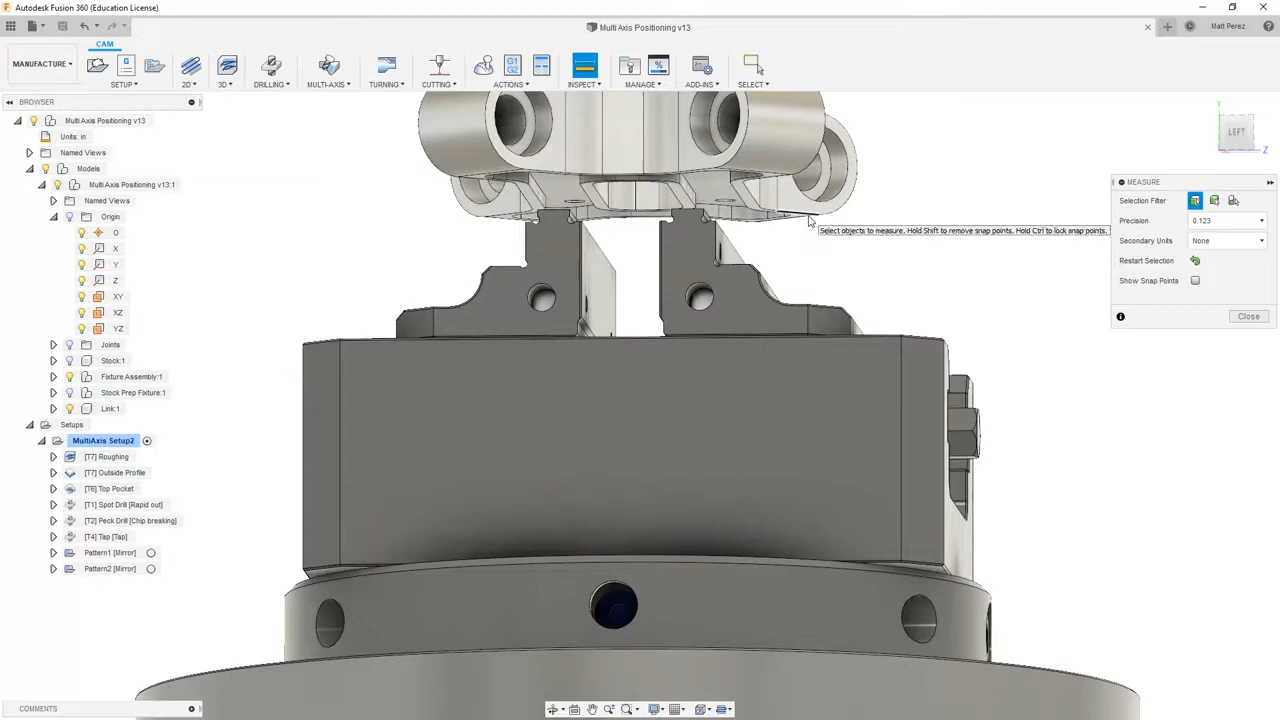 Autodesk Fusion 360 (Education License)
Multi Axis Positioning v13
Matt Perez
CAM
MANUFACTURE
SETUP
2D
3D
DRILLING
MULTI-AXIS
TURNING
CUTTING
G1
G2
ACTIONS
INSPECT
%
MANAGE
ADD-INS
SELECT
BROWSER
Multi Axis Positioning v13
Units: in
Named Views
Models
Multi Axis Positioning v13:1
Named Views
Origin
O
X
Y
Z
XY
XZ
YZ
Joints
Stock:1
Fixture Assembly:1
Stock Prep Fixture:1
Link:1
Setups
MultiAxis Setup2
[T7] Roughing
[T7] Outside Profile
[T6] Top Pocket
[T1] Spot Drill [Rapid out]
[T2] Peck Drill [Chip breaking]
[T4] Tap [Tap]
Pattern1 [Mirror]
Pattern2 [Mirror]
Y
LEFT
Z
MEASURE
Selection Filter
Precision 0.123
Secondary Units None
Restart Selection
Show Snap Points
Close
Select objects to measure. Hold Shift to remove snap points. Hold Ctrl to lock snap points.
COMMENTS